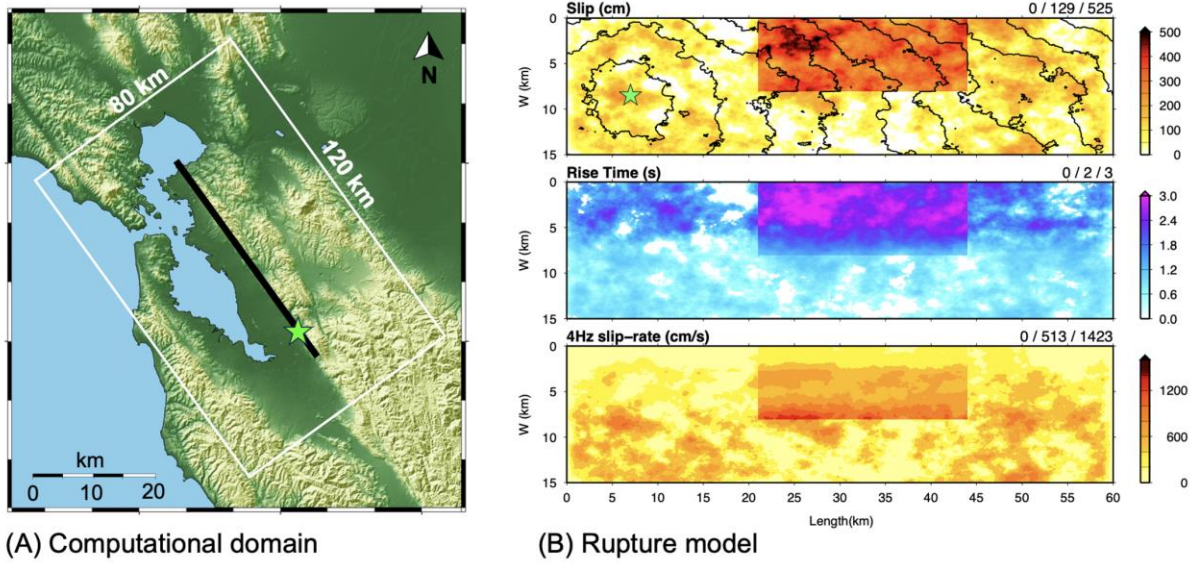 80 km
120 km
N
km
0 10 20
(A) Computational domain
Slip (cm) 0 / 129 / 525
W (km)
0
5
10
15
500
400
300
200
100
0
Rise Time (s) 0 / 2 / 3
W (km)
0
5
10
15
3.0
2.4
1.8
1.2
0.6
0.0
4Hz slip-rate (cm/s) 0 / 513 / 1423
W (km)
0
5
10
15
1200
600
0
0 5 10 15 20 25 30 35 40 45 50 55 60
Length(km)
(B) Rupture model